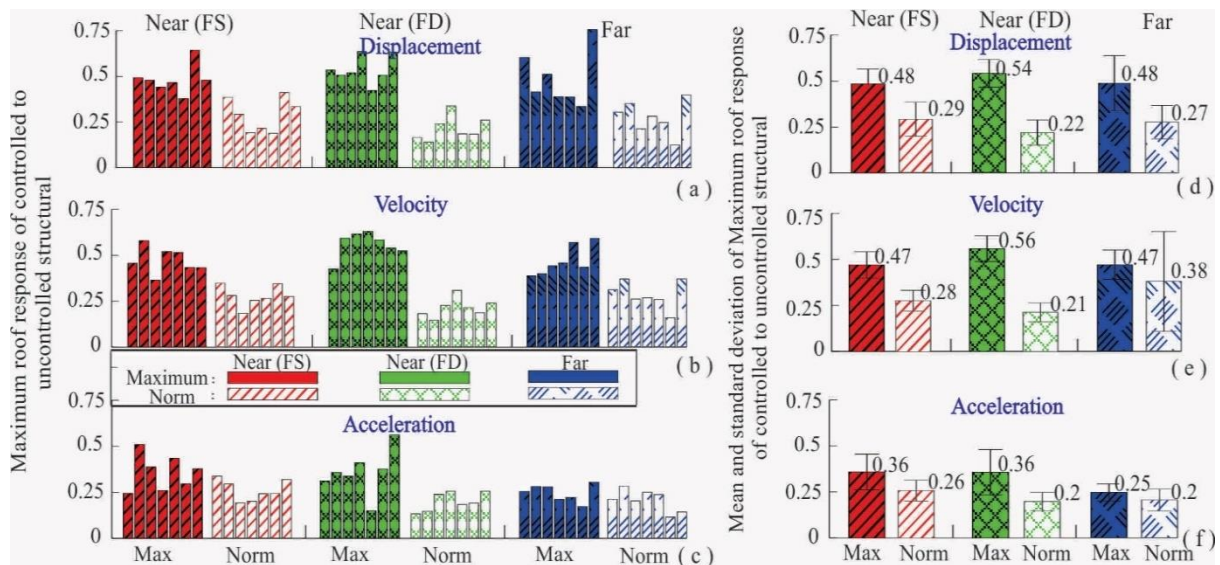 Maximum roof response of controlled to
uncontrolled structural
Near (FS)
Near (FD)
Far
Displacement
0.75
0.5
0.25
0
( a )
Velocity
0.75
0.5
0.25
0
( b )
Near (FS)
Near (FD)
Far
Maximum :
Norm :
0.75
Acceleration
0.5
0.25
0
Max
Norm
Max
Norm
Max
Norm
( c )
Mean and standard deviation of Maximum roof response
of controlled to uncontrolled structural
Near (FS)
Near (FD)
Far
Displacement
0.75
0.5
0.25
0
0.48
0.29
0.54
0.22
0.48
0.27
( d )
Velocity
0.75
0.5
0.25
0
0.47
0.28
0.56
0.21
0.47
0.38
( e )
Acceleration
0.75
0.5
0.25
0
0.36
0.26
0.36
0.2
0.25
0.2
( f )
Max
Norm
Max
Norm
Max
Norm